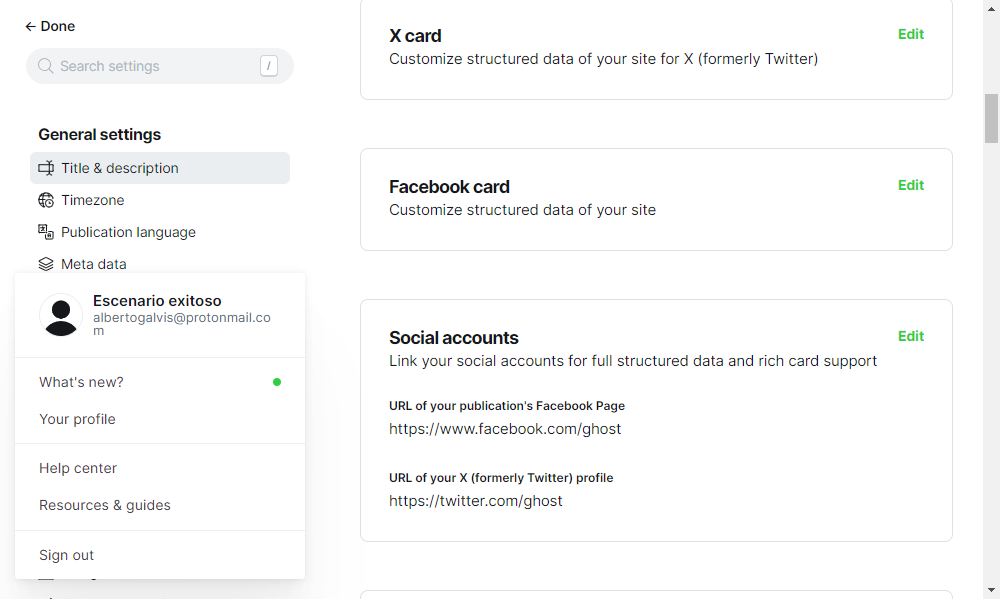 ← Done
Search settings
/
General settings
Title & description
Timezone
Publication language
Meta data
Escenario exitoso
albertogalvis@protonmail.co
m
What's new?
Your profile
Help center
Resources & guides
Sign out
X card
Edit
Customize structured data of your site for X (formerly Twitter)
Facebook card
Edit
Customize structured data of your site
Social accounts
Edit
Link your social accounts for full structured data and rich card support
URL of your publication's Facebook Page
https://www.facebook.com/ghost
URL of your X (formerly Twitter) profile
https://twitter.com/ghost